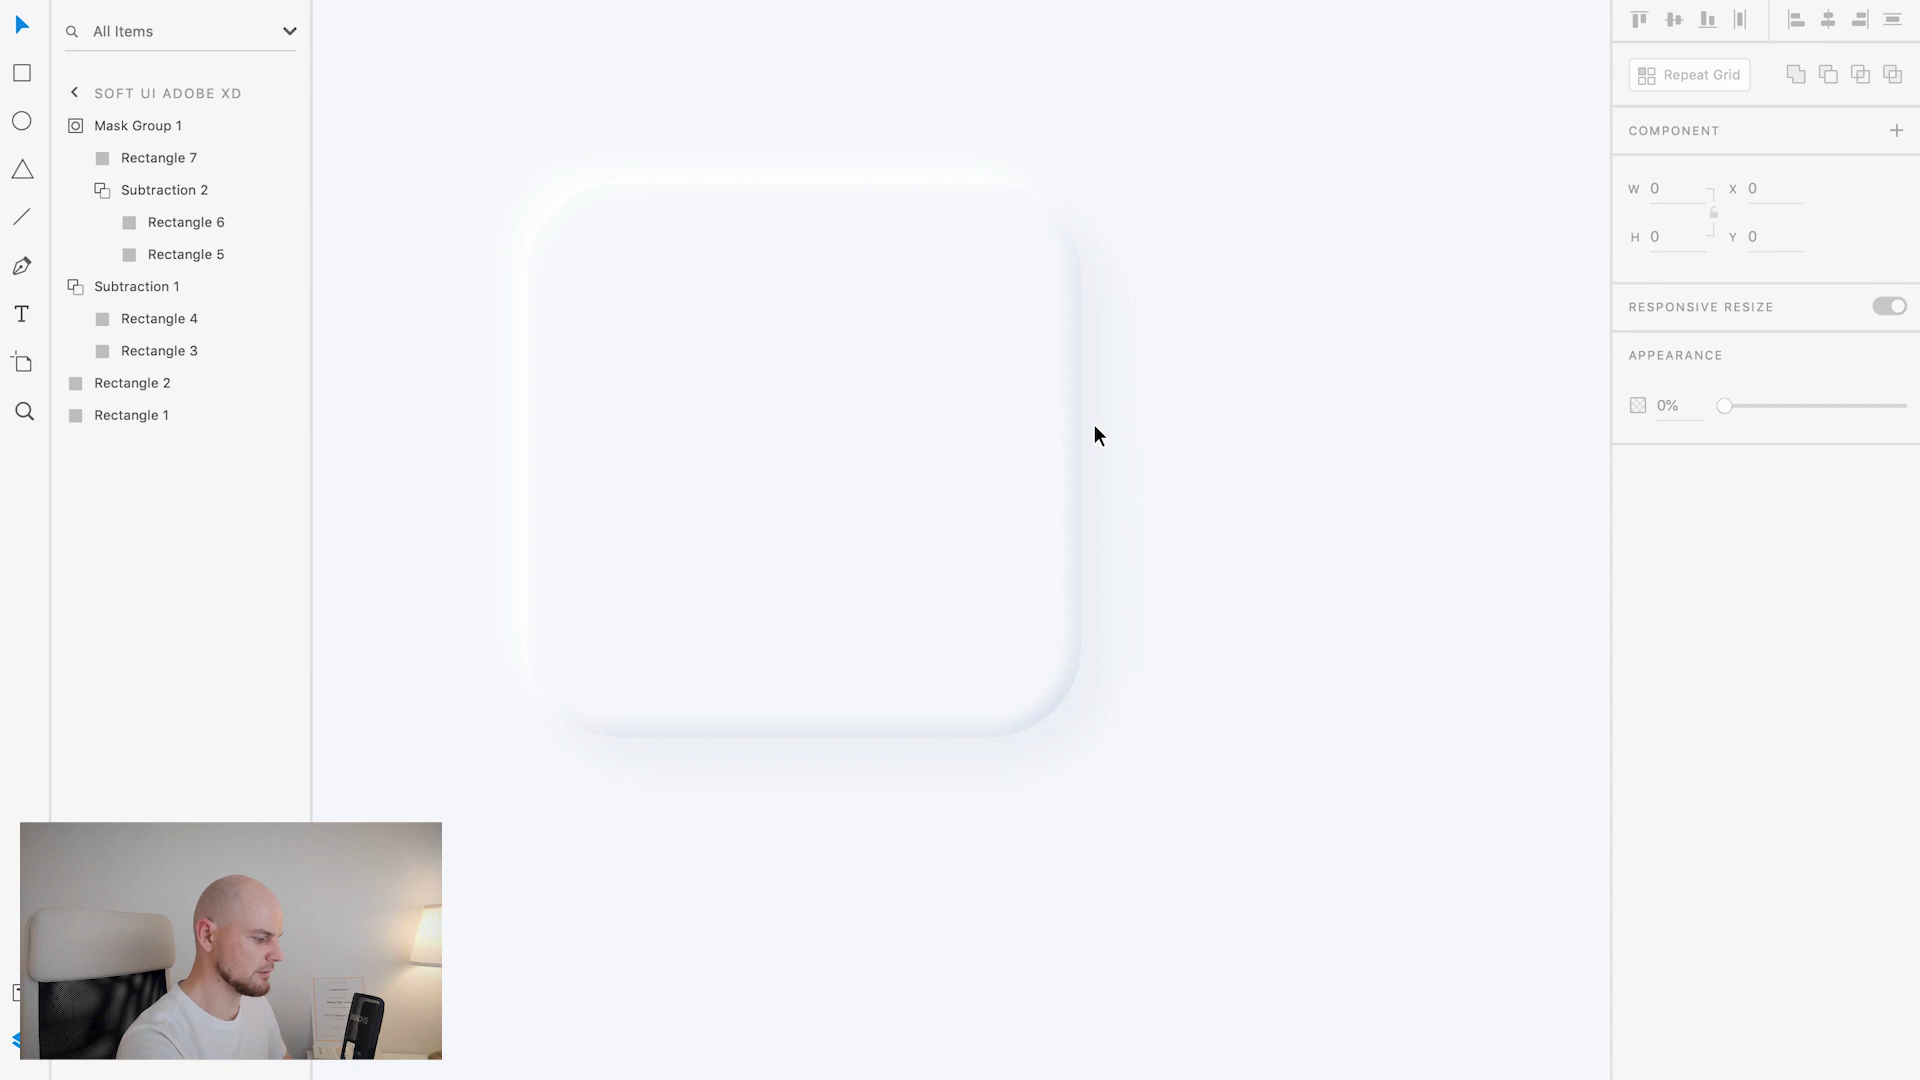 All Items
SOFT UI ADOBE XD
Mask Group 1
Rectangle 7
Subtraction 2
Rectangle 6
Rectangle 5
Subtraction 1
Rectangle 4
Rectangle 3
Rectangle 2
Rectangle 1
Repeat Grid
COMPONENT
W 0 X 0
H 0 Y 0
RESPONSIVE RESIZE
APPEARANCE
0%